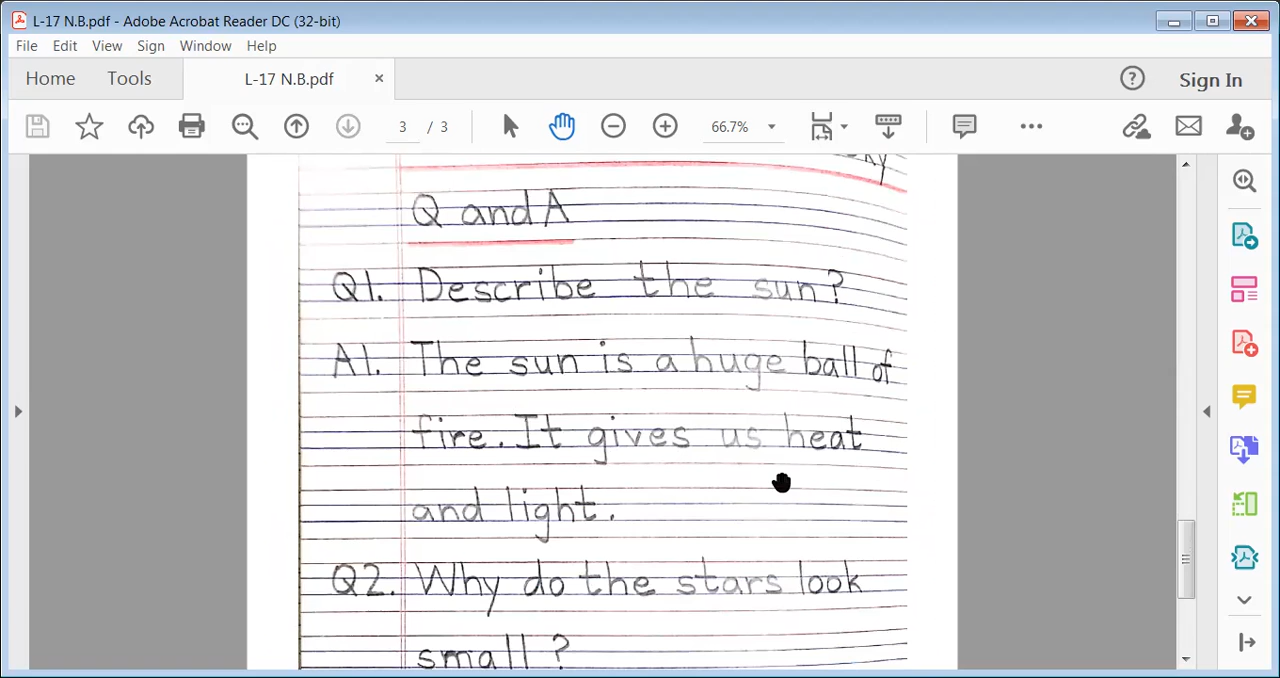 L-17 N.B.pdf - Adobe Acrobat Reader DC (32-bit)
File Edit View Sign Window Help
Home Tools L-17 N.B.pdf × Sign In
3 / 3 66.7%
Q and A
Q1. Describe the sun?
A1. The sun is a huge ball of
fire. It gives us heat
and light.
Q2. Why do the stars look
small?